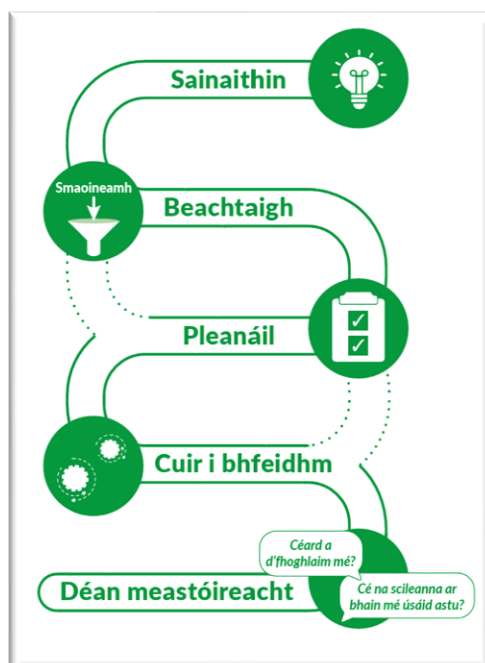 Sainaithin
Smaoineamh
Beachtaigh
Pleanáil
Cuir i bhfeidhm
Céard a
d'fhoghlaim mé?
Cé na scileanna ar
bhain mé úsáid astu?
Déan meastóireacht